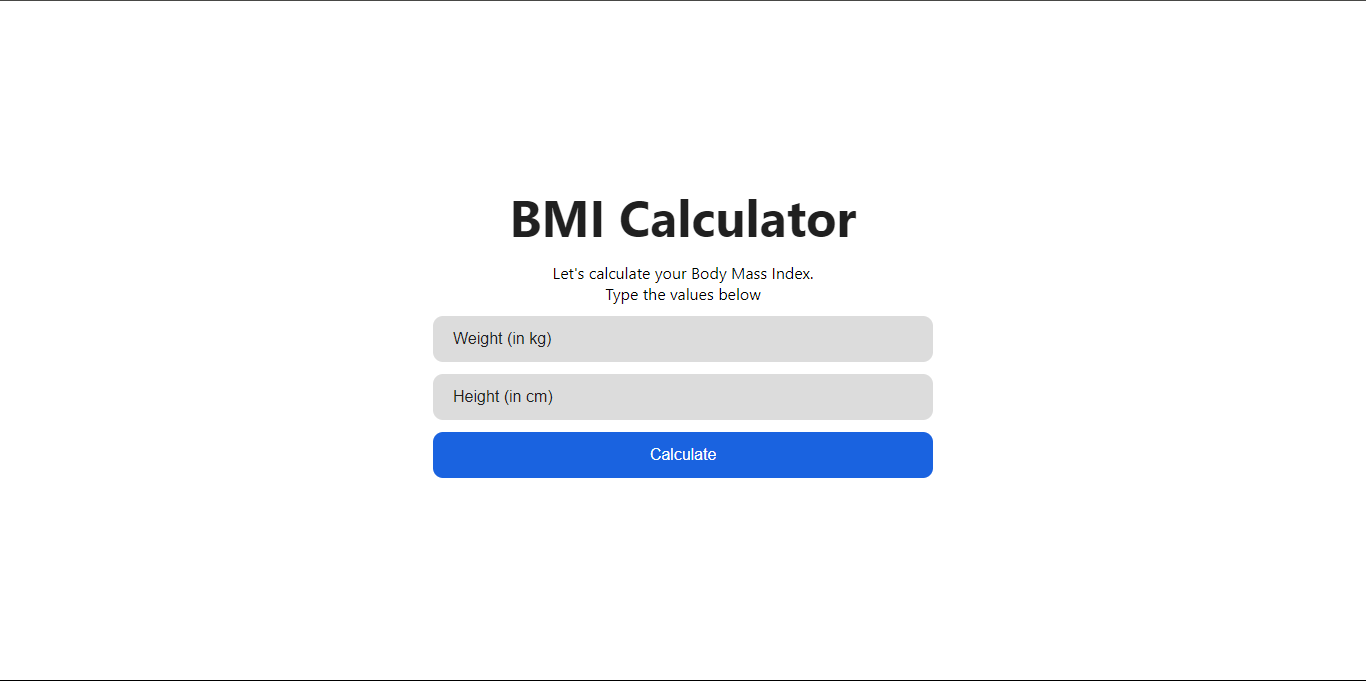 BMI Calculator
Let's calculate your Body Mass Index.
Type the values below
Weight (in kg)
Height (in cm)
Calculate